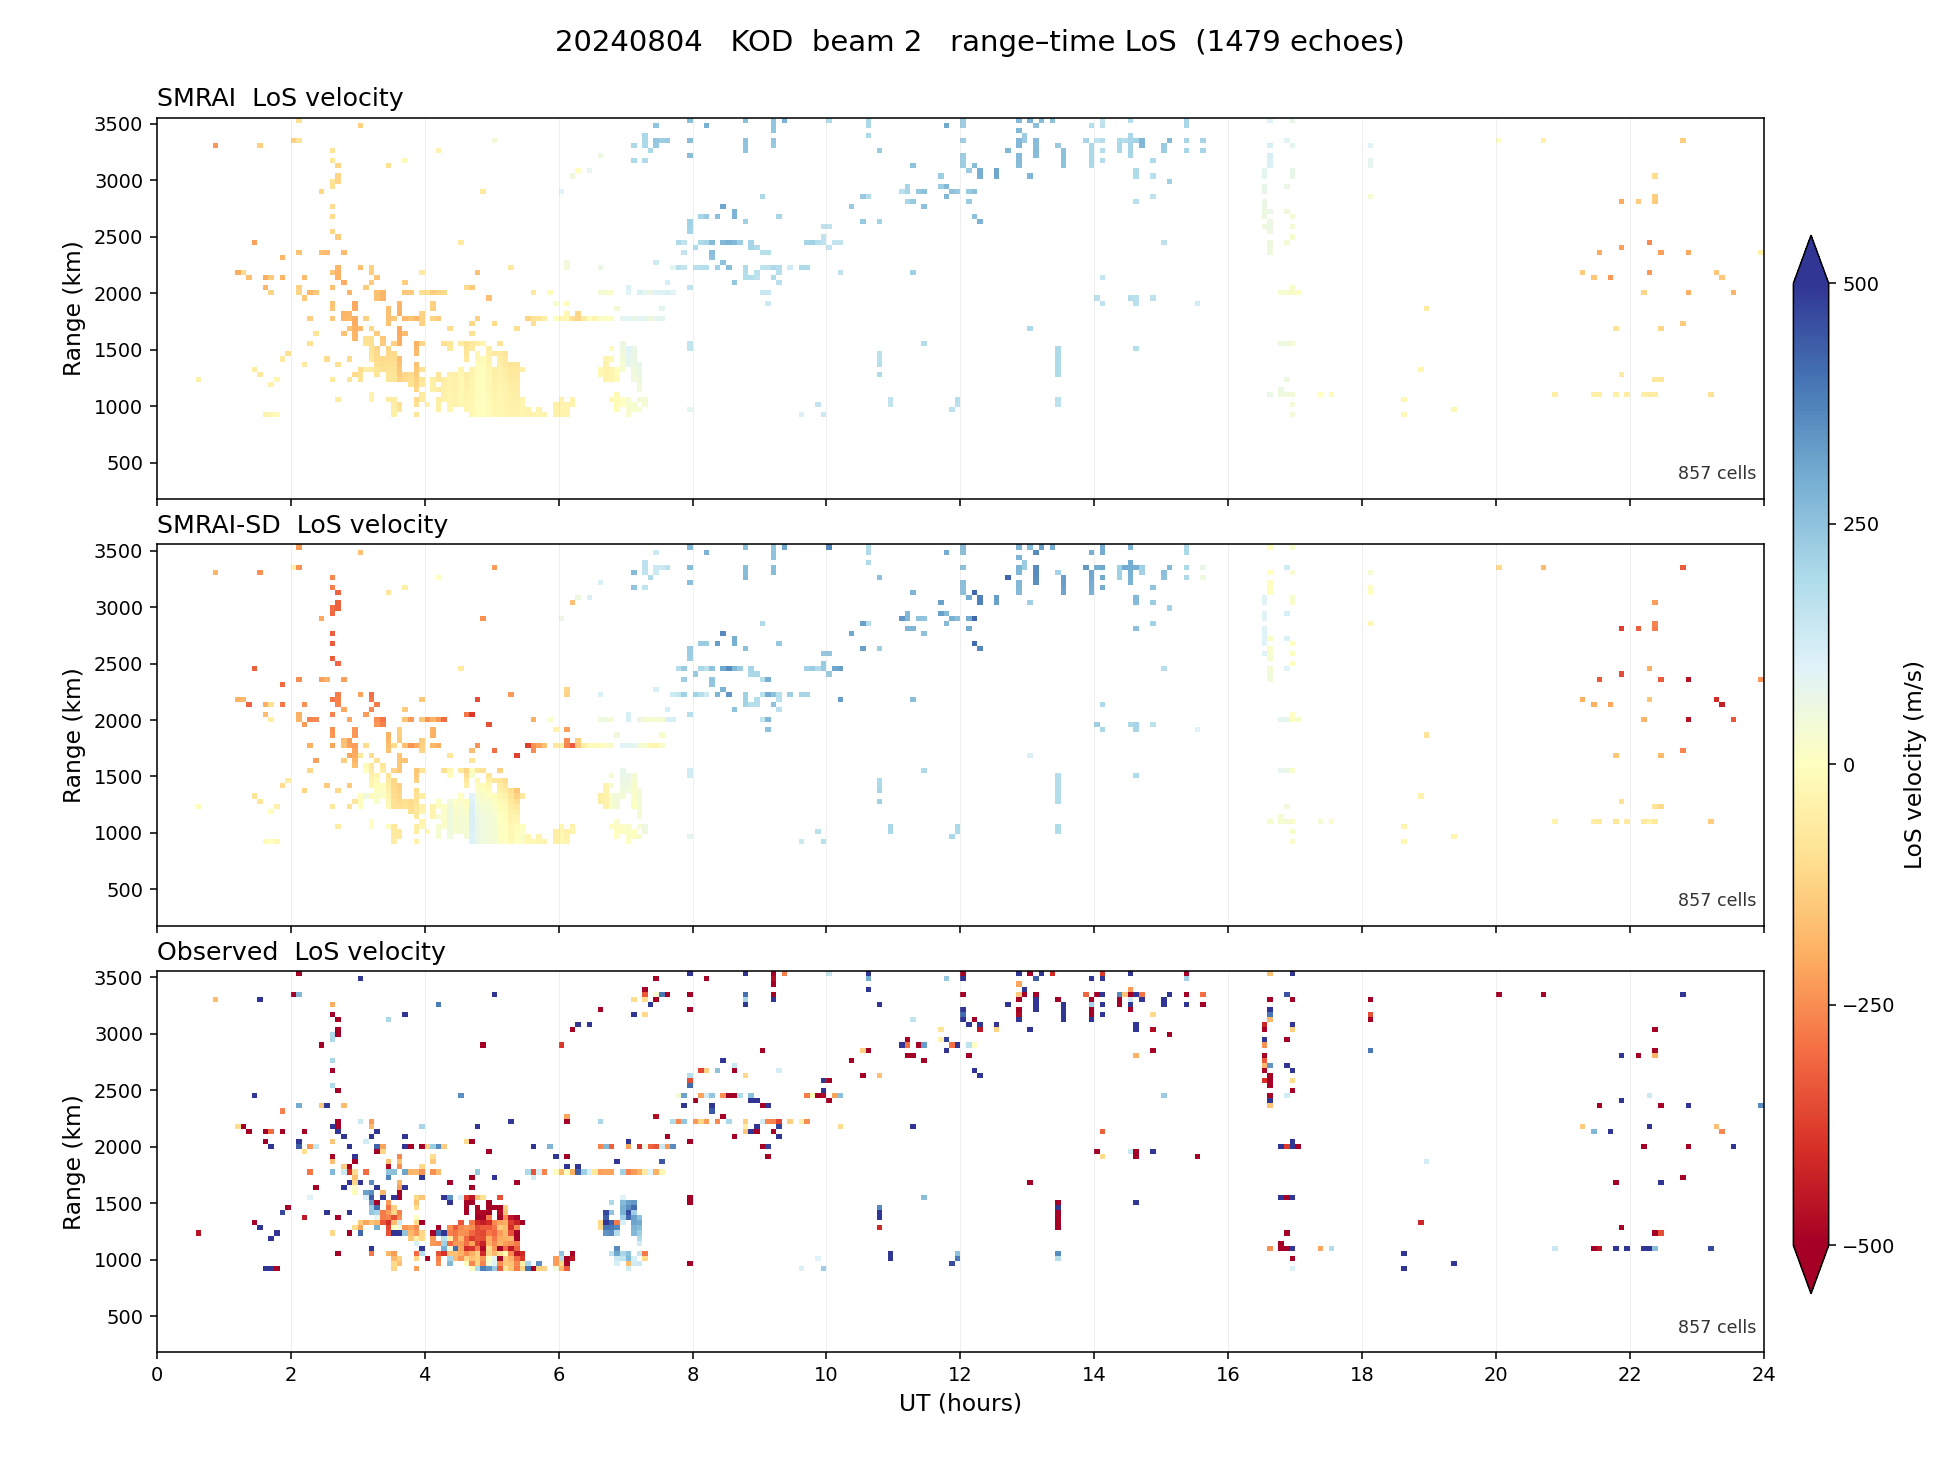 20240804 KOD beam 2 range–time LoS (1479 echoes)
SMRAI LoS velocity
3500
3000
2500
2000
1500
1000
500
Range (km)
857 cells
SMRAI-SD LoS velocity
3500
3000
2500
2000
1500
1000
500
Range (km)
857 cells
Observed LoS velocity
3500
3000
2500
2000
1500
1000
500
Range (km)
857 cells
0 2 4 6 8 10 12 14 16 18 20 22 24
UT (hours)
500
250
0
−250
−500
LoS velocity (m/s)